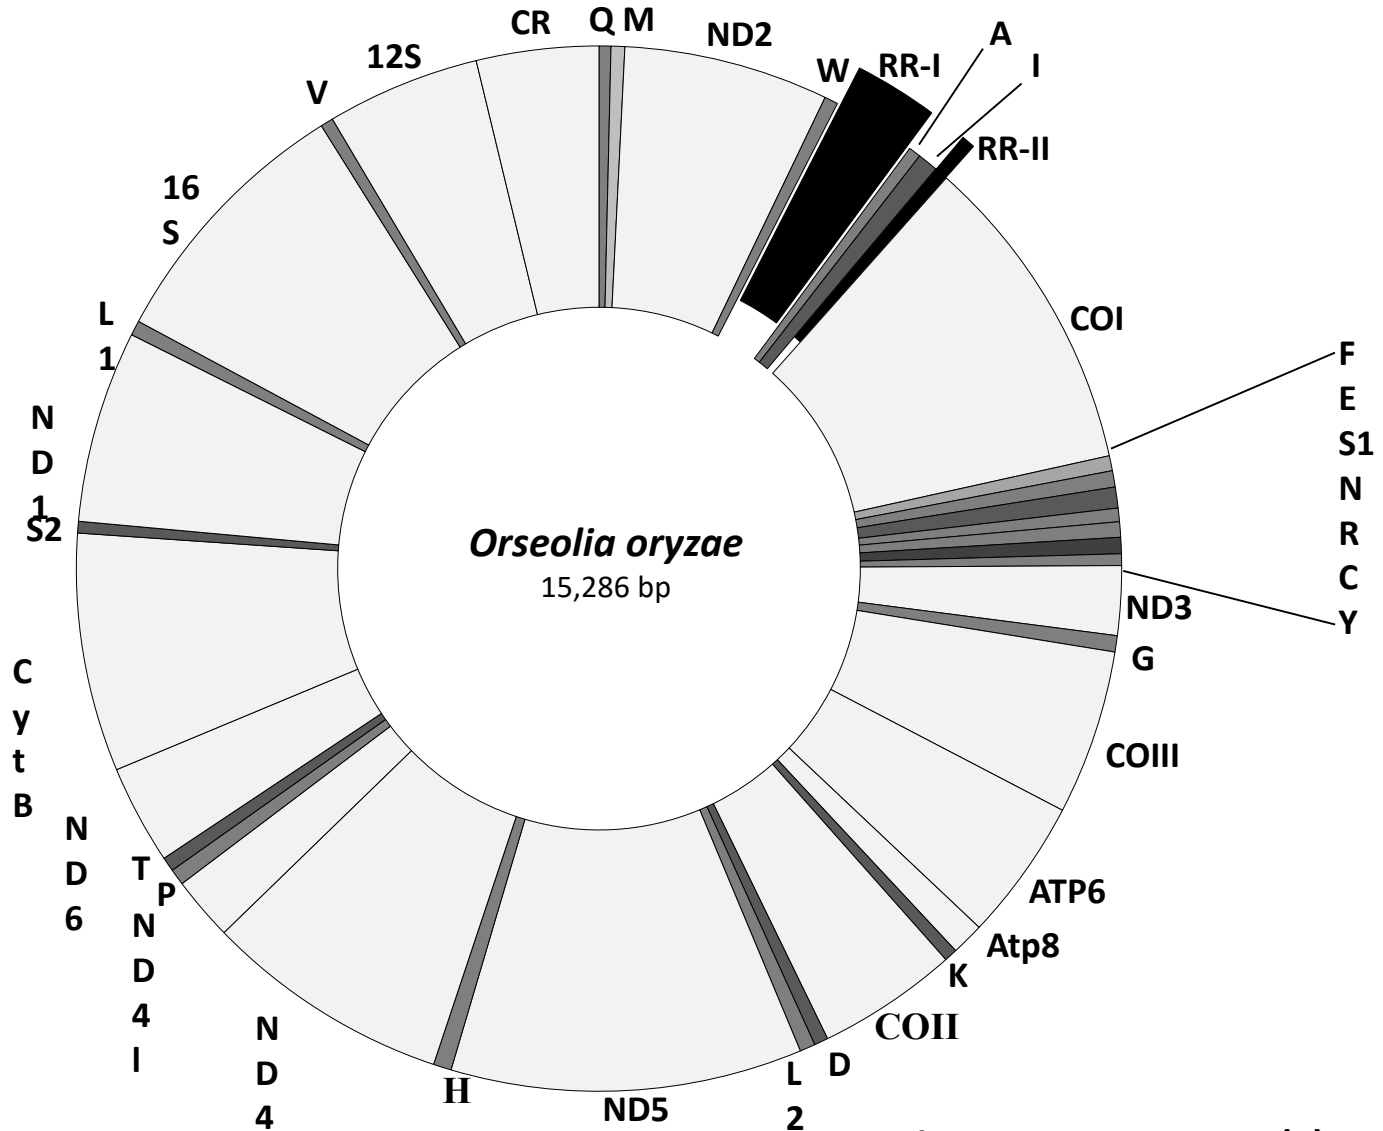 CR
Q
M
ND2
W
RR-I
A
I
RR-II
COI
F
E
S1
N
R
C
Y
ND3
G
COIII
ATP6
Atp8
K
COII
D
L
2
ND5
H
N
D
4
N
D
4
l
P
T
N
D
6
C
y
t
B
S2
N
D
1
L
1
16
S
V
12S
Orseolia oryzae
15,286 bp